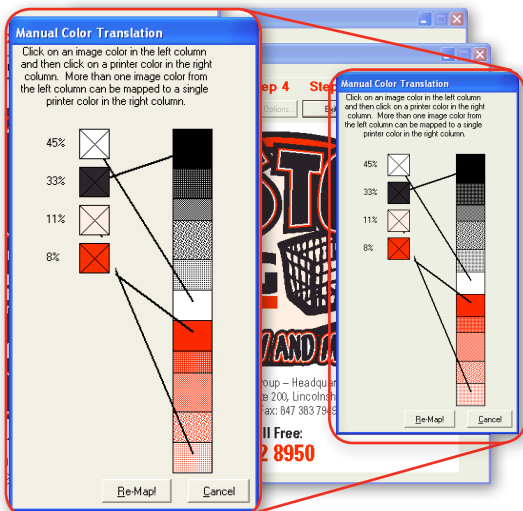 Manual Color Translation
Click on an image color in the left column
and then click on a printer color in the right
column. More than one image color from
the left column can be mapped to a single
printer color in the right column.
45%
33%
11%
8%
Re-Map!
Cancel
ep 4
Step
Options...
Manual Color Translation
Click on an image color in the left column
and then click on a printer color in the right
column. More than one image color from
the left column can be mapped to a single
printer color in the right column.
45%
33%
11%
8%
Re-Map!
Cancel
STO
G
AND
oup – Headquar
e 200, Lincolnsh
Fax: 847 383 794
ll Free:
2 8950